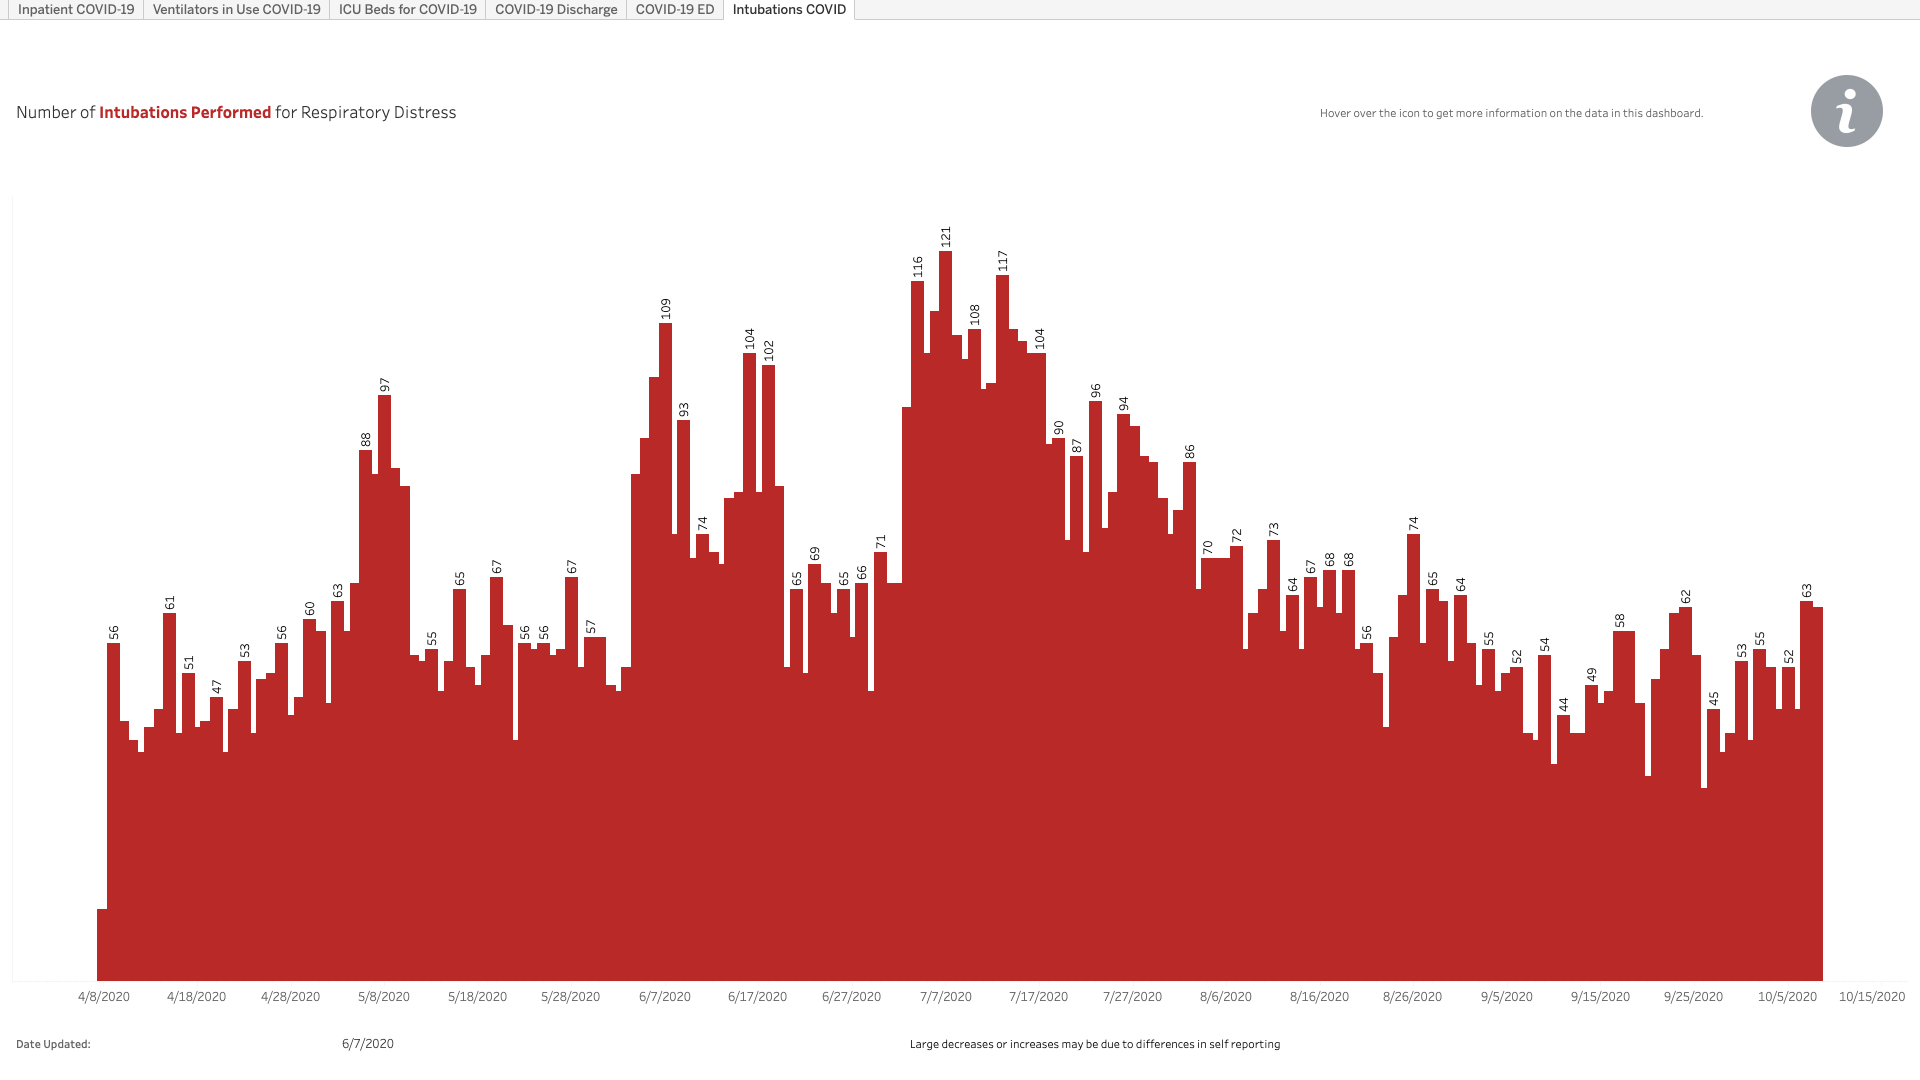 Inpatient COVID-19 Ventilators in Use COVID-19 ICU Beds for COVID-19 COVID-19 Discharge COVID-19 ED Intubations COVID
Number of Intubations Performed for Respiratory Distress
Hover over the icon to get more information on the data in this dashboard.
i
56 61 51 47 53 56 60 63 88 97 55 65 67 56 56 67 57 109 93 74 104 102 65 69 65 66 71 116 121 108 117 104 90 87 96 94 86 70 72 73 64 67 68 68 56 74 65 64 55 52 54 44 49 58 62 45 53 55 52 63
4/8/2020 4/18/2020 4/28/2020 5/8/2020 5/18/2020 5/28/2020 6/7/2020 6/17/2020 6/27/2020 7/7/2020 7/17/2020 7/27/2020 8/6/2020 8/16/2020 8/26/2020 9/5/2020 9/15/2020 9/25/2020 10/5/2020 10/15/2020
Date Updated: 6/7/2020 Large decreases or increases may be due to differences in self reporting